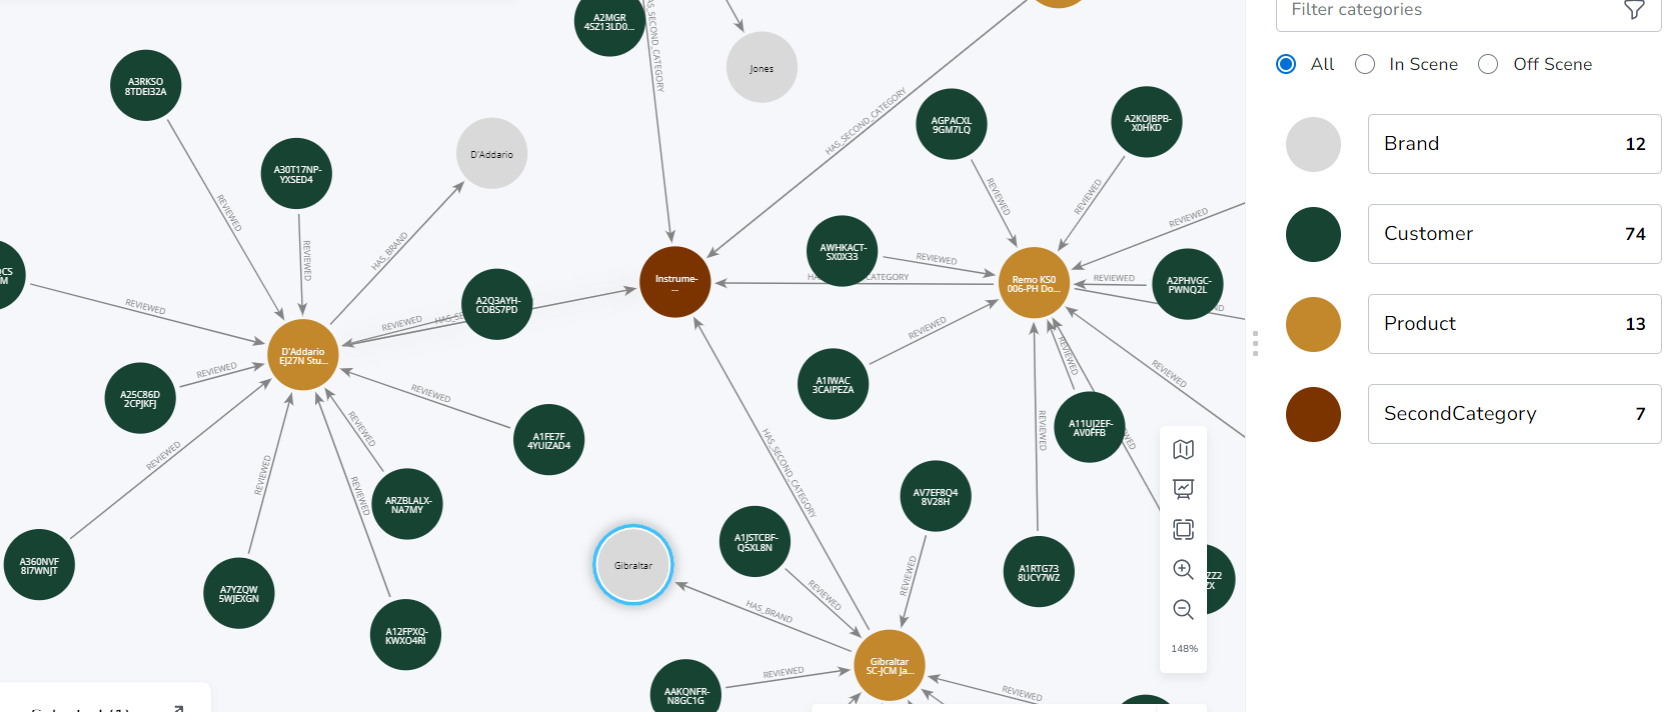 A2MGR
4SZ13LD0...
HAS_SECOND_CATEGORY
Jones
A3RKSO
8TDEI32A
A30T17NP-
YXSED4
D'Addario
REVIEWED
REVIEWED
HAS_BRAND
HAS_SECOND_CATEGORY
AGPACXL
9GM7LQ
A2KOJBPB-
X0HKD
REVIEWED
REVIEWED
REVIEWED
AWHKACT-
SX0X33
REVIEWED
Instrume-
...
CATEGORY
Remo KS0
006-PH Do...
REVIEWED
A2PHVGC-
PWNQ2L
REVIEWED
A2Q3AYH-
COBS7PD
REVIEWED
HAS_SE
D'Addario
EJ27N Stu...
REVIEWED
A25C86D
2CPJKFJ
REVIEWED
REVIEWED
A1IWAC
3CAIPEZA
REVIEWED
REVIEWED
A1FE7F
4YUIZAD4
REVIEWED
REVIEWED
REVIEWED
REVIEWED
ARZBLALX-
NA7MY
HAS_SECOND_CATEGORY
REVIEWED
A11UJ2EF-
AV0FFB
AV7EF8Q4
8V28H
A1JSTCBF-
Q5XL8N
A360NVF
8I7WNJT
A7YZQW
5WJEXGN
A12FPXQ-
KWXO4RI
Gibraltar
HAS_BRAND
REVIEWED
REVIEWED
A1RTG73
8UCY7WZ
Gibraltar
SC-JCM Ja...
AAKQNFR-
N8GC1G
REVIEWED
REVIEWED
148%
Filter categories
All
In Scene
Off Scene
Brand 12
Customer 74
Product 13
SecondCategory 7